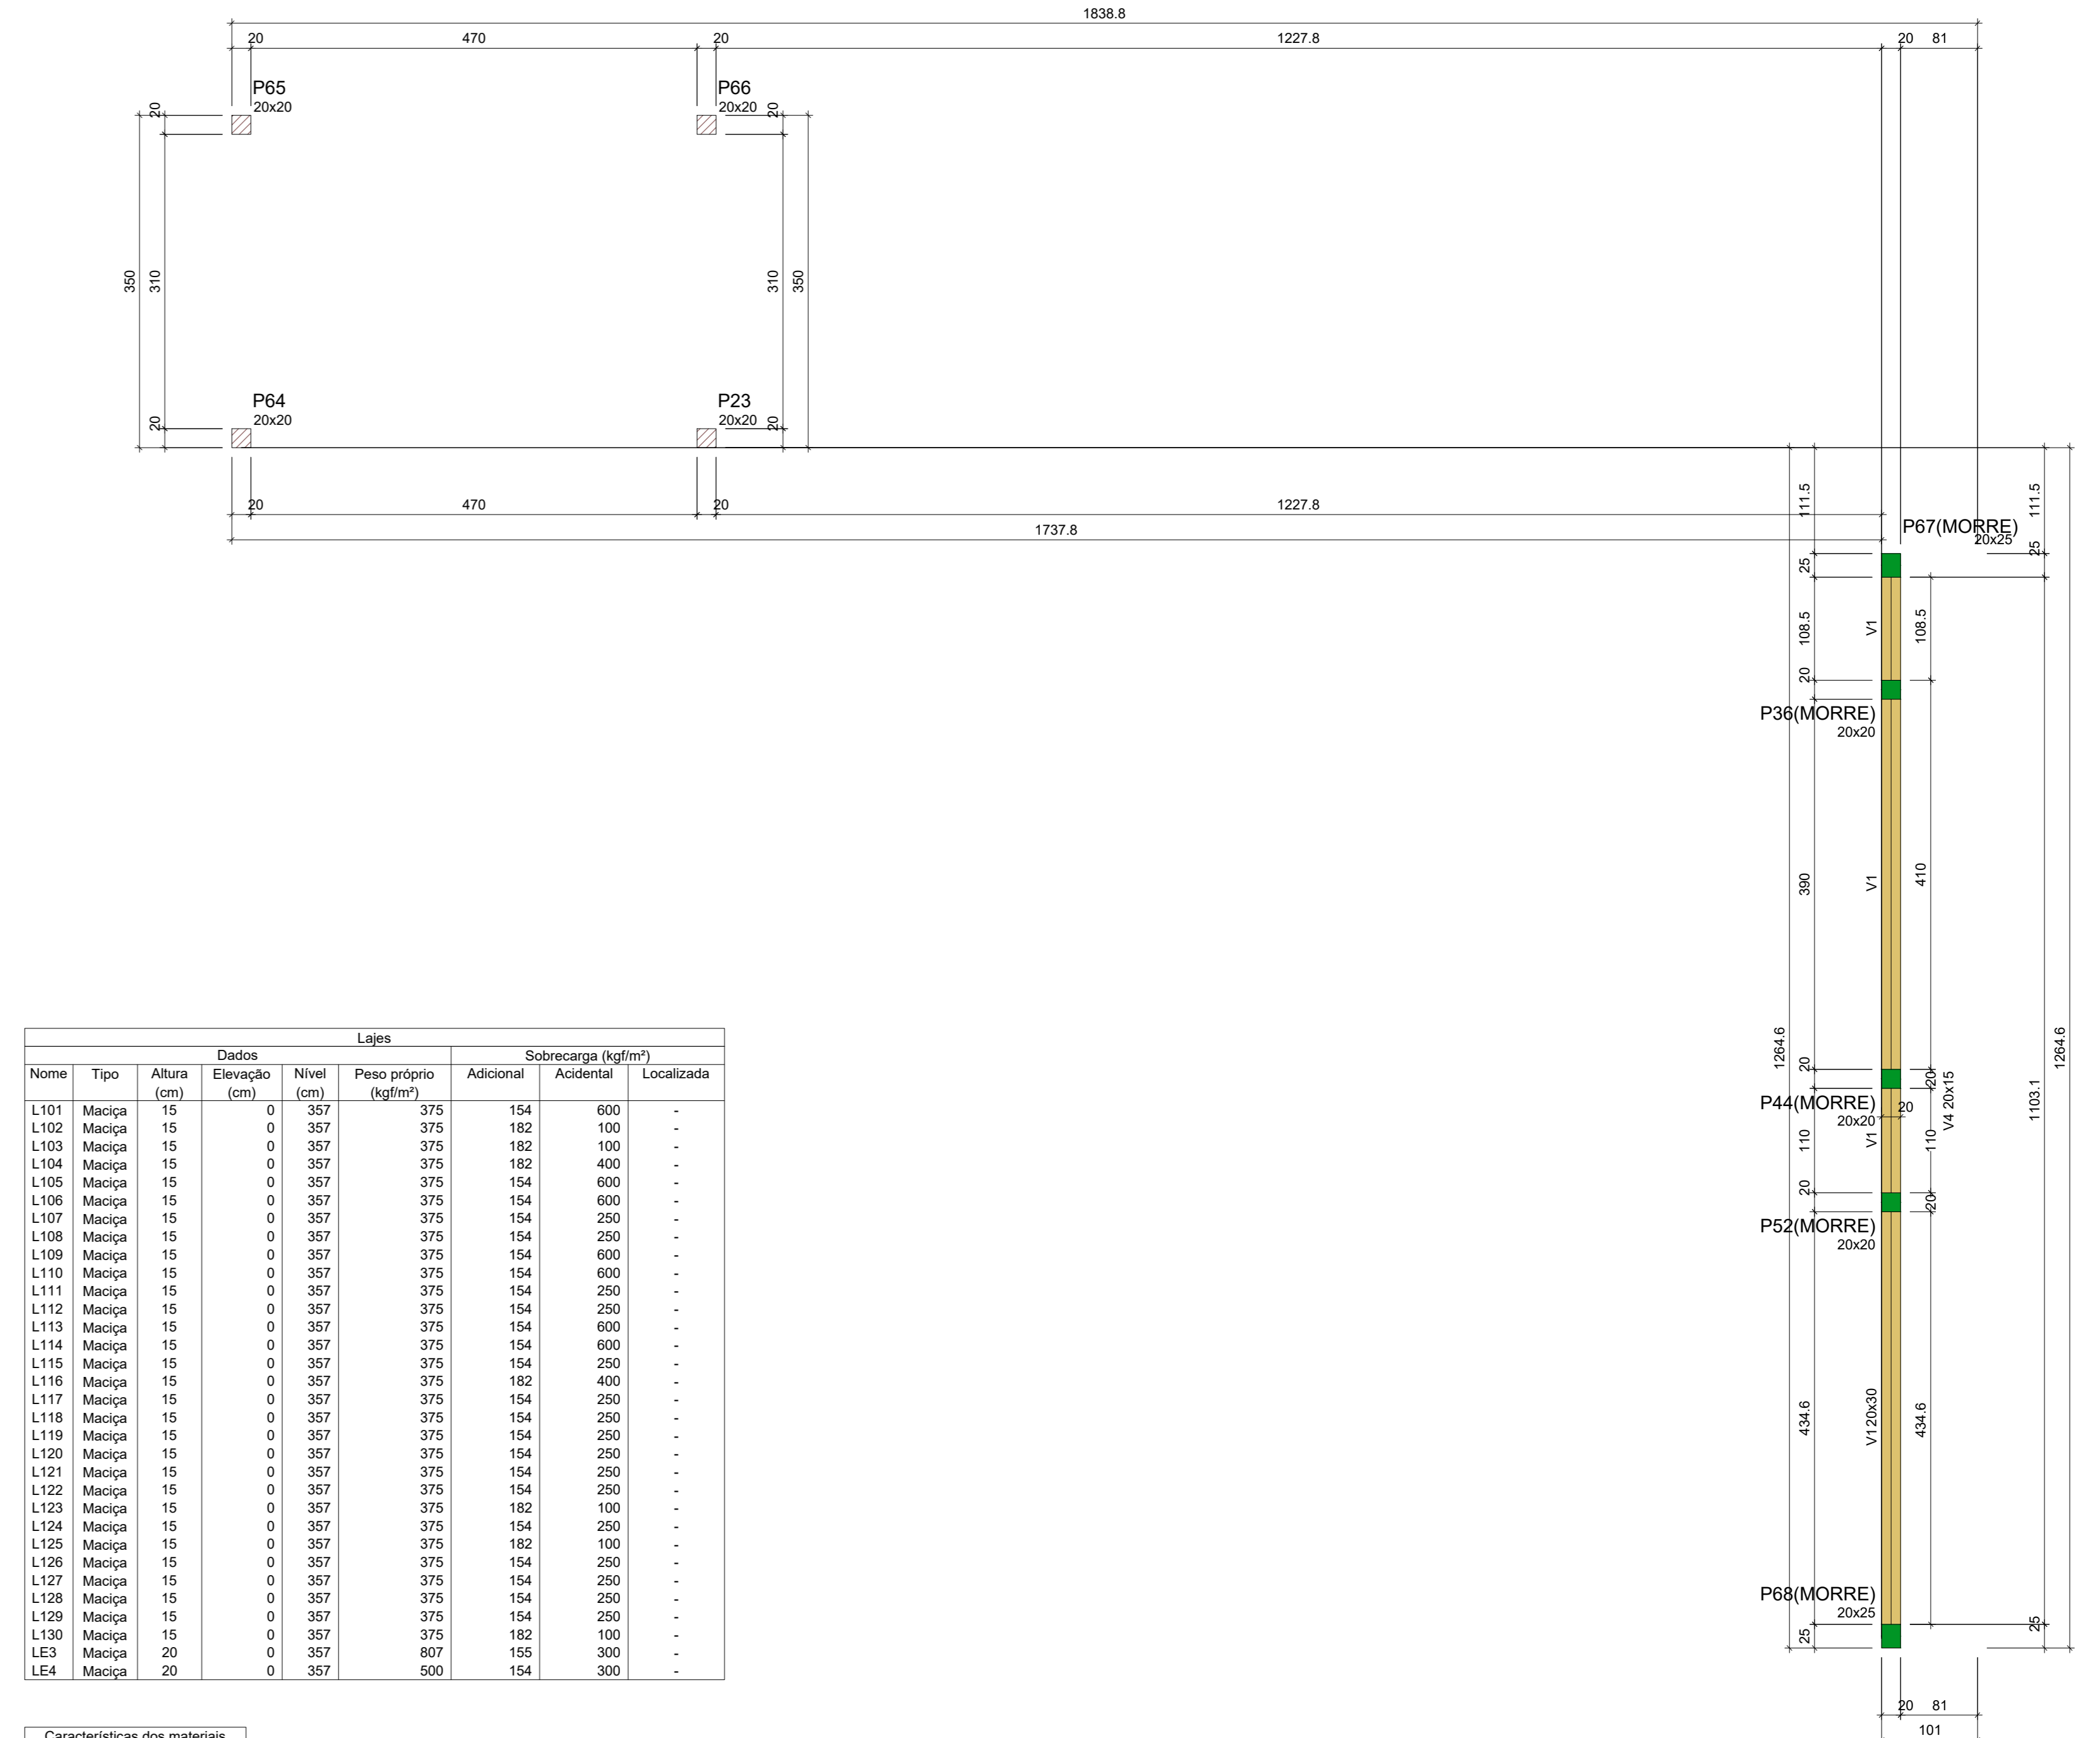 1838.8
20 470 20 1227.8 20 81
P65 P66
20x20 20x20
20 20
350 310 310 350
P64 P23
20x20 20x20
20 20
20 470 20 1227.8
1737.8
111.5 111.5
P67(MORRE)
20x25
25 25
108.5 V1 108.5
20
P36(MORRE)
20x20
390 V1 410
1264.6 1103.1 1264.6
20 20
P44(MORRE) 20
20x20
V4 20x15
110 V1 110
20 20
P52(MORRE)
20x20
434.6 V1 20x30 434.6
P68(MORRE)
20x25
25 25
20 81
101
Lajes
Dados Sobrecarga (kgf/m²)
Nome Tipo Altura Elevação Nível Peso próprio Adicional Acidental Localizada
(cm) (cm) (cm) (kgf/m²)
L101 Maciça 15 0 357 375 154 600 -
L102 Maciça 15 0 357 375 182 100 -
L103 Maciça 15 0 357 375 182 100 -
L104 Maciça 15 0 357 375 182 400 -
L105 Maciça 15 0 357 375 154 600 -
L106 Maciça 15 0 357 375 154 600 -
L107 Maciça 15 0 357 375 154 250 -
L108 Maciça 15 0 357 375 154 250 -
L109 Maciça 15 0 357 375 154 600 -
L110 Maciça 15 0 357 375 154 600 -
L111 Maciça 15 0 357 375 154 250 -
L112 Maciça 15 0 357 375 154 250 -
L113 Maciça 15 0 357 375 154 600 -
L114 Maciça 15 0 357 375 154 600 -
L115 Maciça 15 0 357 375 154 250 -
L116 Maciça 15 0 357 375 182 400 -
L117 Maciça 15 0 357 375 154 250 -
L118 Maciça 15 0 357 375 154 250 -
L119 Maciça 15 0 357 375 154 250 -
L120 Maciça 15 0 357 375 154 250 -
L121 Maciça 15 0 357 375 154 250 -
L122 Maciça 15 0 357 375 154 250 -
L123 Maciça 15 0 357 375 182 100 -
L124 Maciça 15 0 357 375 154 250 -
L125 Maciça 15 0 357 375 182 100 -
L126 Maciça 15 0 357 375 154 250 -
L127 Maciça 15 0 357 375 154 250 -
L128 Maciça 15 0 357 375 154 250 -
L129 Maciça 15 0 357 375 154 250 -
L130 Maciça 15 0 357 375 182 100 -
LE3 Maciça 20 0 357 807 155 300 -
LE4 Maciça 20 0 357 500 154 300 -
Características dos materiais